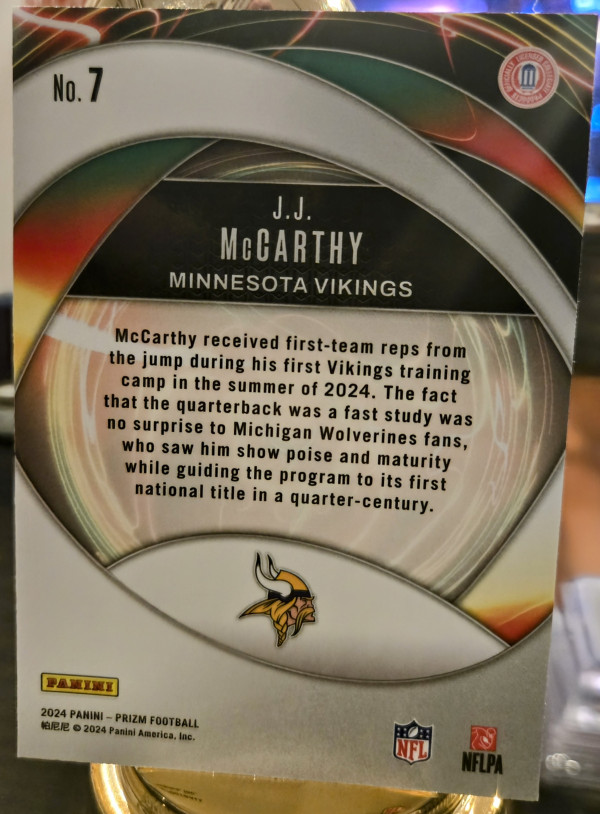 No. 7
J.J.
McCARTHY
MINNESOTA VIKINGS
McCarthy received first-team reps from
the jump during his first Vikings training
camp in the summer of 2024. The fact
that the quarterback was a fast study was
no surprise to Michigan Wolverines fans,
who saw him show poise and maturity
while guiding the program to its first
national title in a quarter-century.
PANINI
2024 PANINI – PRIZM FOOTBALL
帕尼尼 © 2024 Panini America, Inc.
NFL
NFLPA